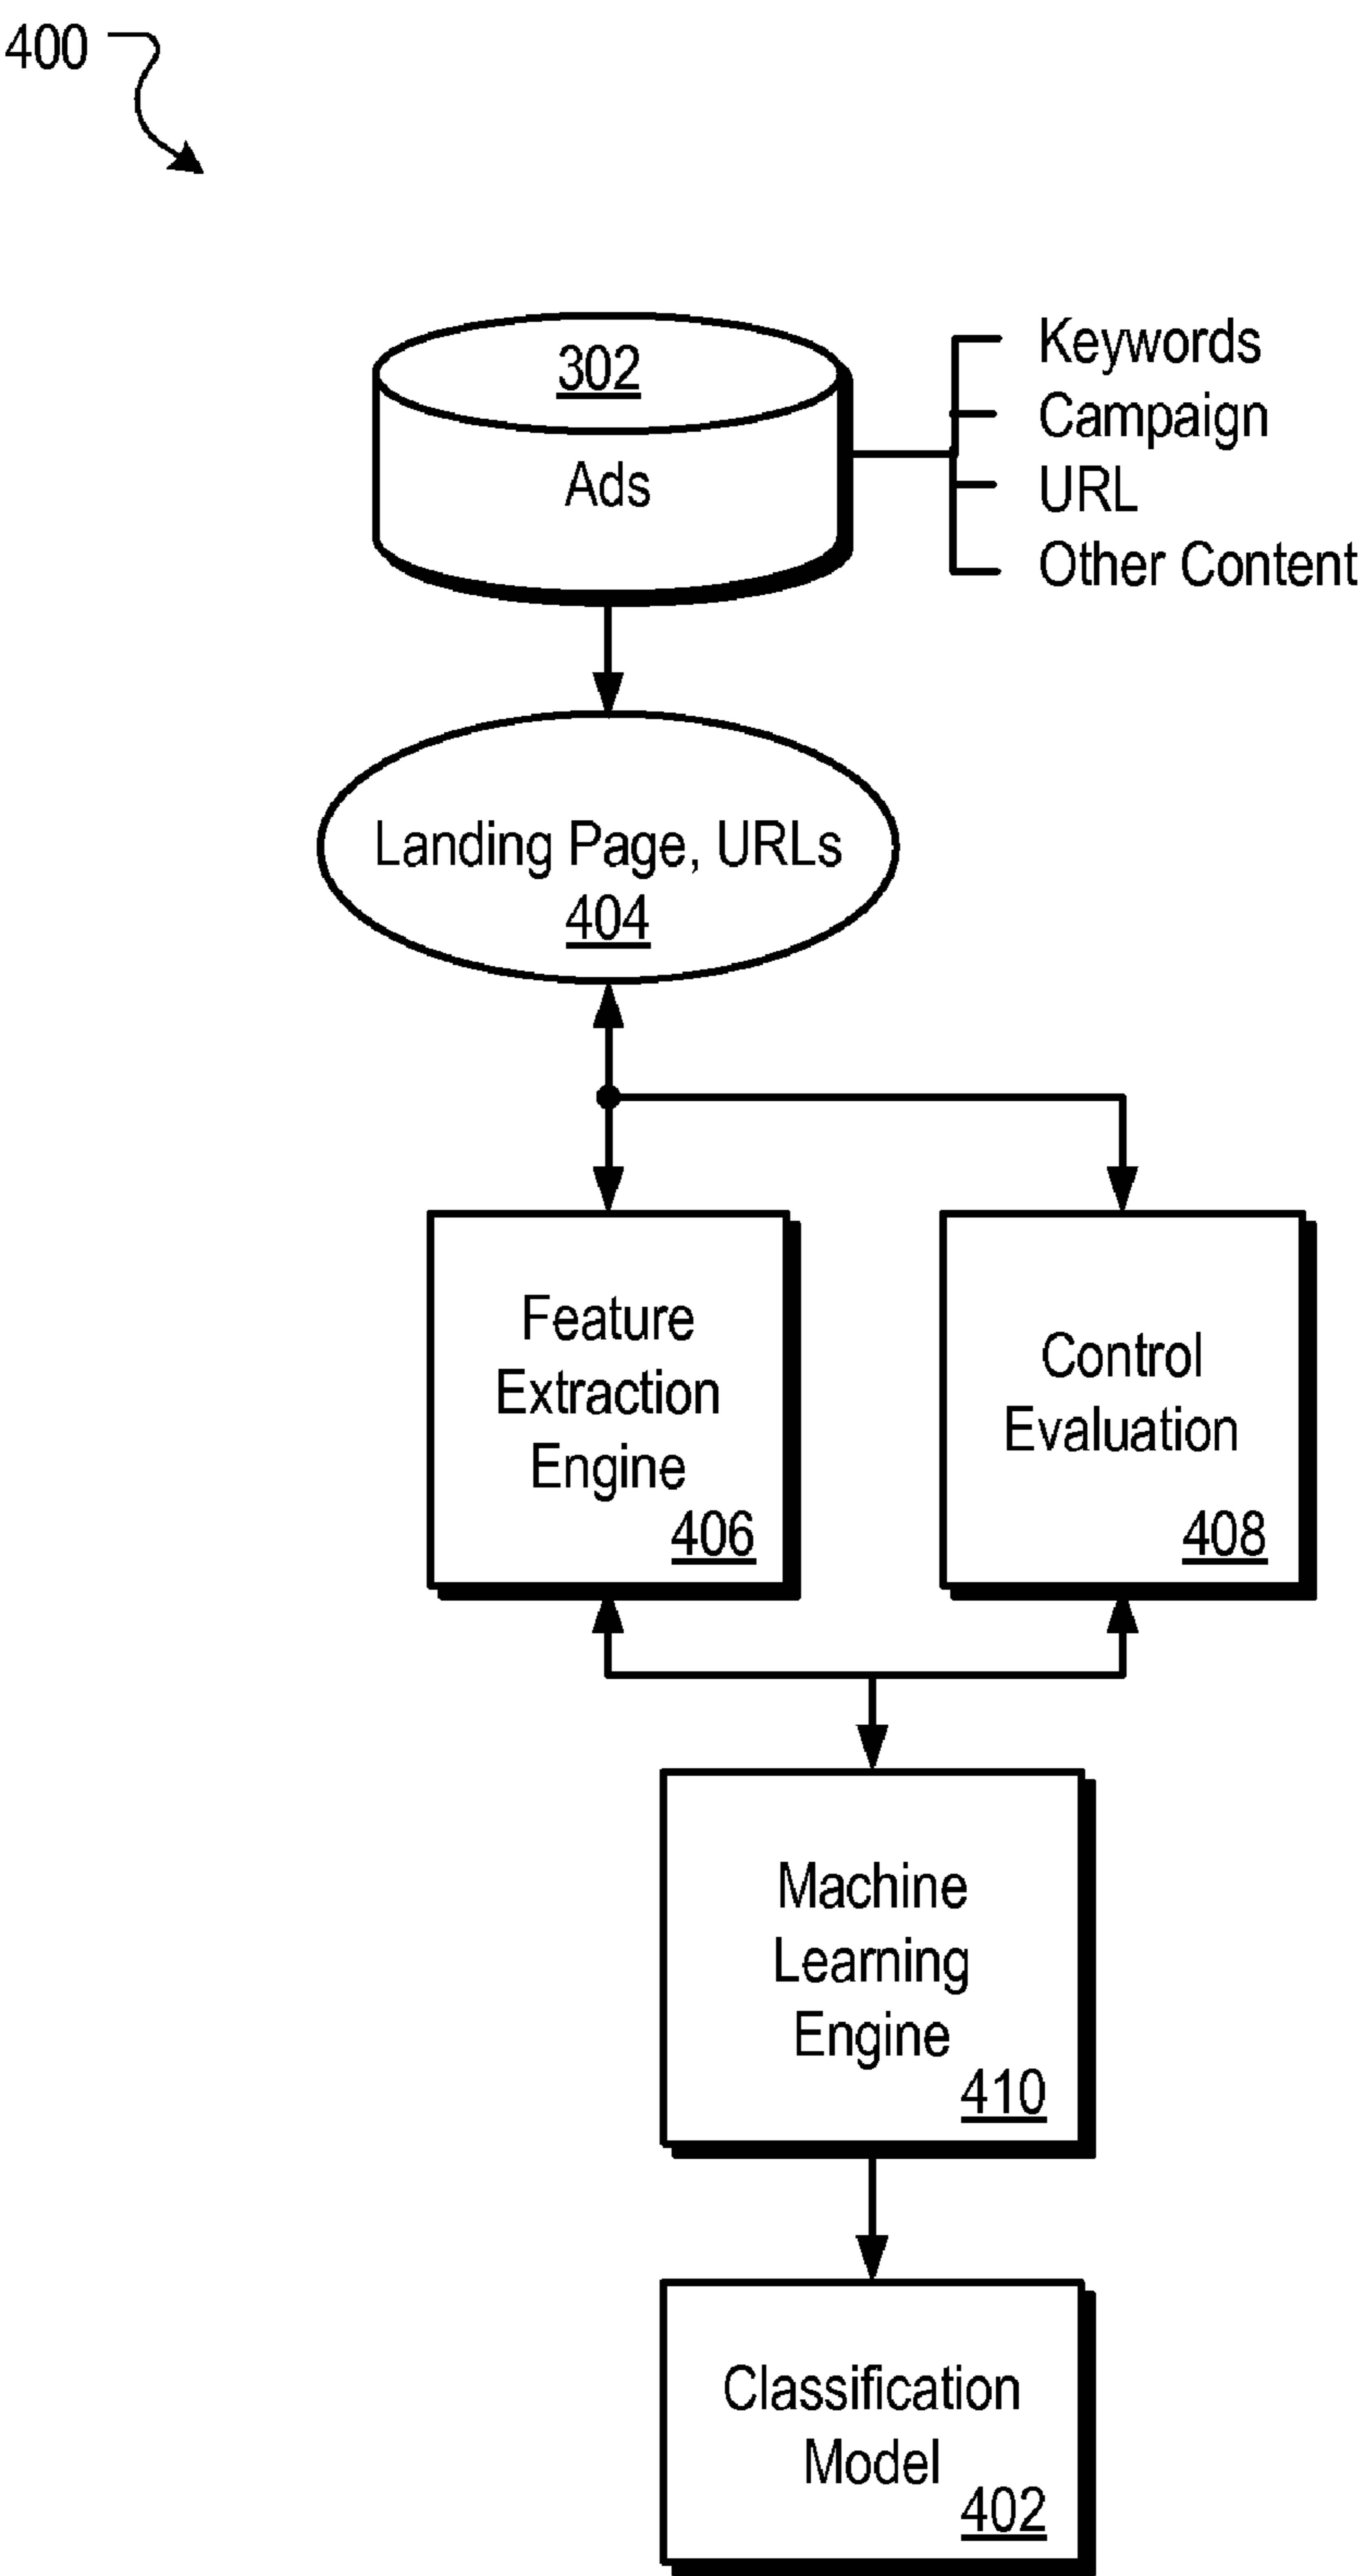 400
302
Ads
Keywords
Campaign
URL
Other Content
Landing Page, URLs
404
Feature
Extraction
Engine
406
Control
Evaluation
408
Machine
Learning
Engine
410
Classification
Model
402